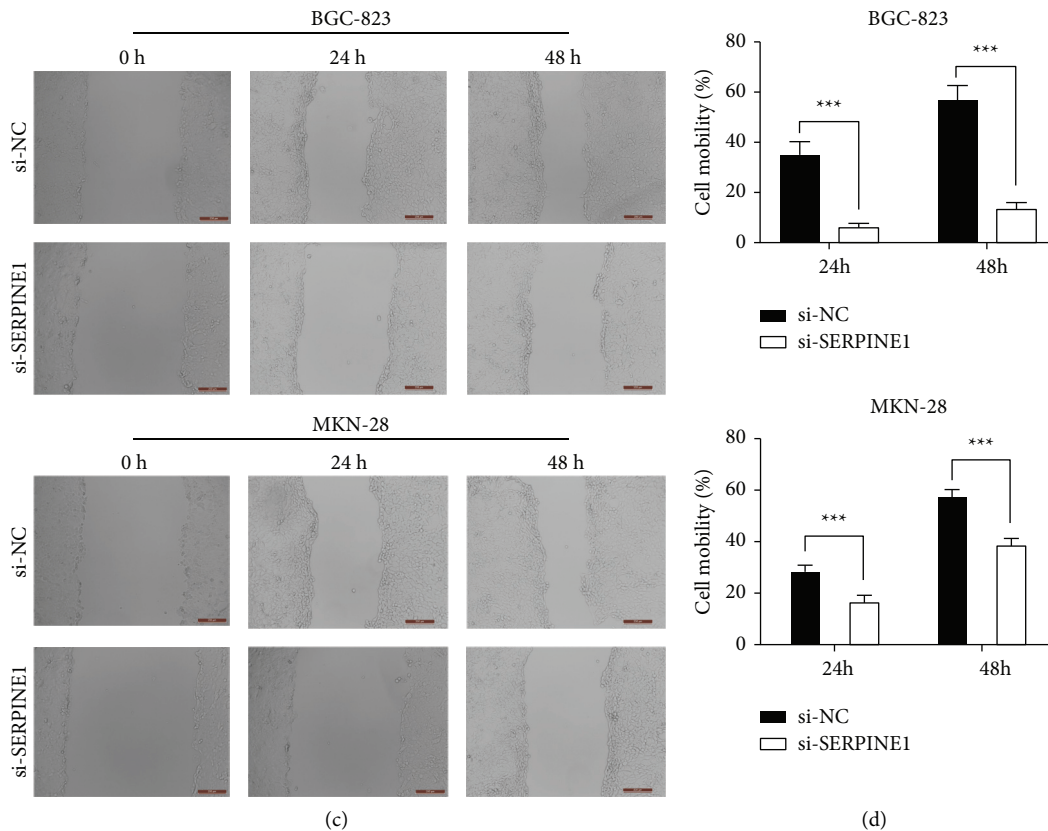 BGC-823
0 h 24 h 48 h
si-NC
si-SERPINE1
MKN-28
0 h 24 h 48 h
si-NC
si-SERPINE1
(c)
BGC-823
Cell mobility (%)
80
60
40
20
0
***
***
24h 48h
si-NC
si-SERPINE1
MKN-28
Cell mobility (%)
80
60
40
20
0
***
***
24h 48h
si-NC
si-SERPINE1
(d)